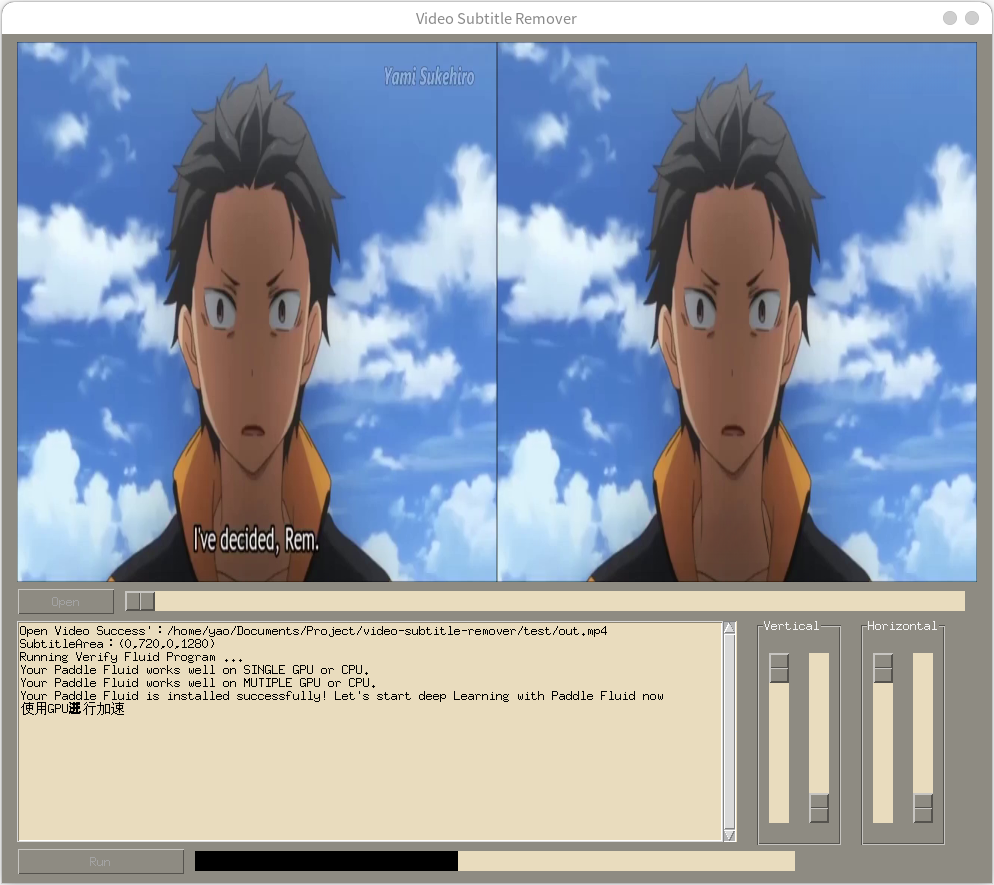 Video Subtitle Remover
Yami Sukehiro
I've decided, Rem.
Open
Open Video Success'：/home/yao/Documents/Project/video-subtitle-remover/test/out.mp4
SubtitleArea：(0,720,0,1280)
Running Verify Fluid Program ...
Your Paddle Fluid works well on SINGLE GPU or CPU.
Your Paddle Fluid works well on MUTIPLE GPU or CPU.
Your Paddle Fluid is installed successfully! Let's start deep Learning with Paddle Fluid now
使用GPU进行加速
Vertical
Horizontal
Run